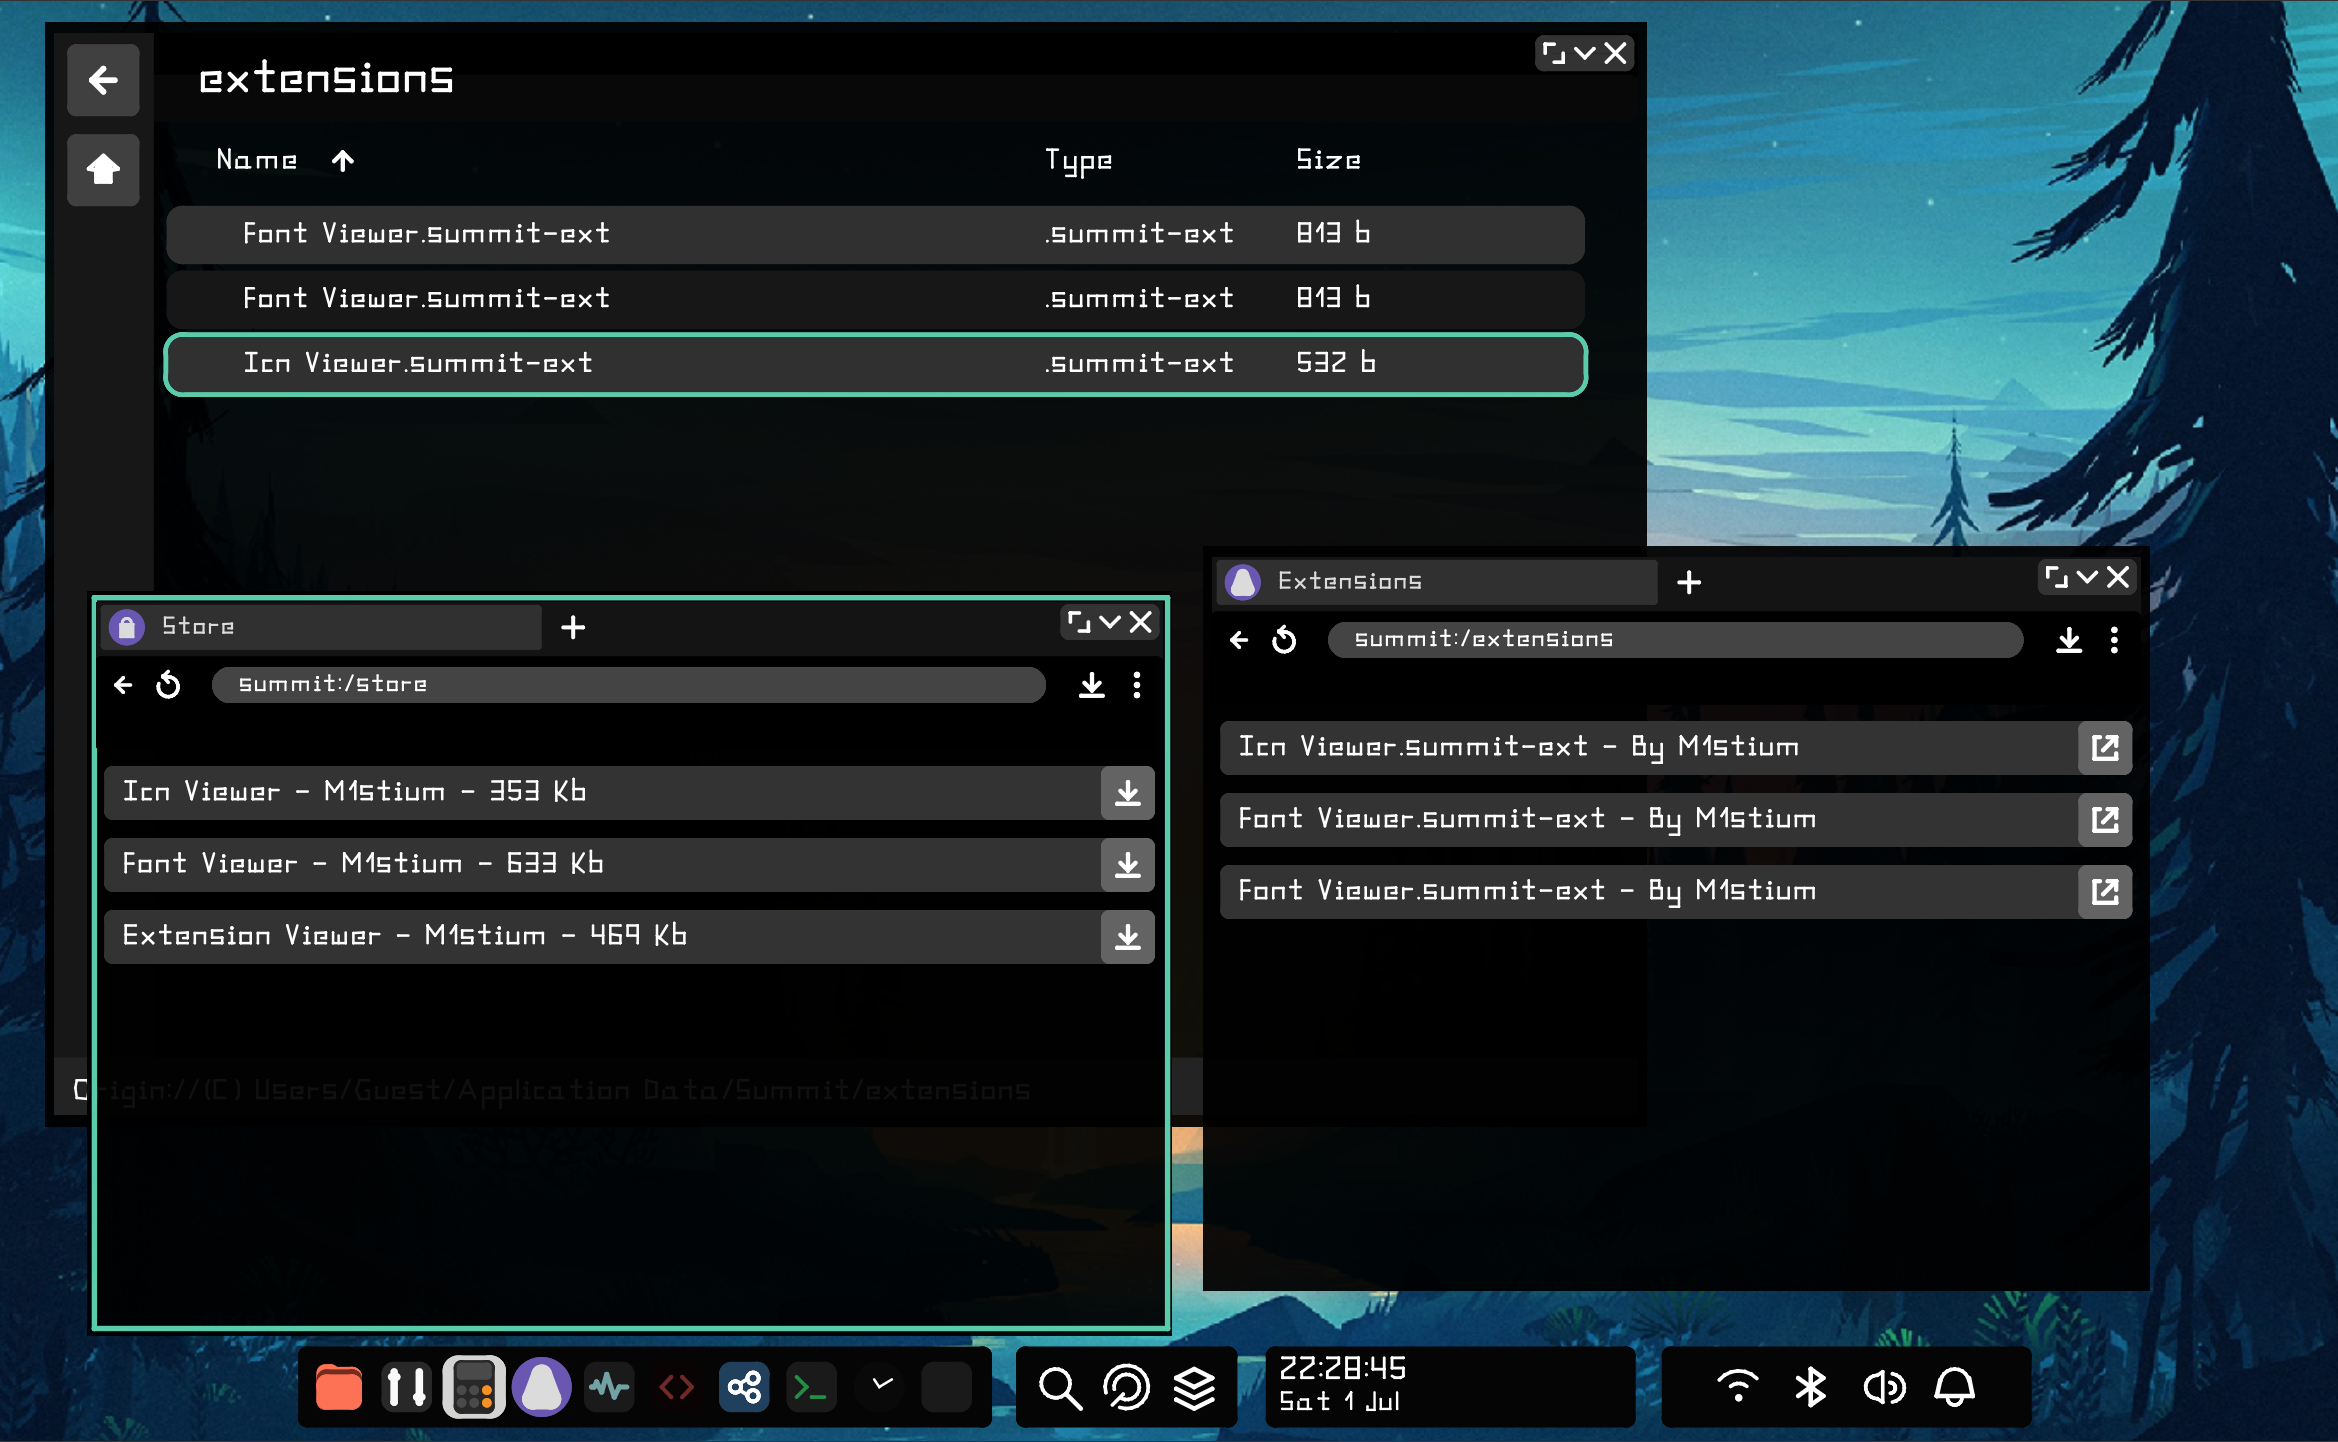 extensions
Name Type Size
Font Viewer.summit-ext .summit-ext 813 b
Font Viewer.summit-ext .summit-ext 813 b
Icn Viewer.summit-ext .summit-ext 532 b
Origin://(C) Users/Guest/Application Data/Summit/extensions
Store
summit:/store
Icn Viewer - M1stium - 353 Kb
Font Viewer - M1stium - 633 Kb
Extension Viewer - M1stium - 469 Kb
Extensions
summit:/extensions
Icn Viewer.summit-ext - By M1stium
Font Viewer.summit-ext - By M1stium
Font Viewer.summit-ext - By M1stium
22:28:45
Sat 1 Jul